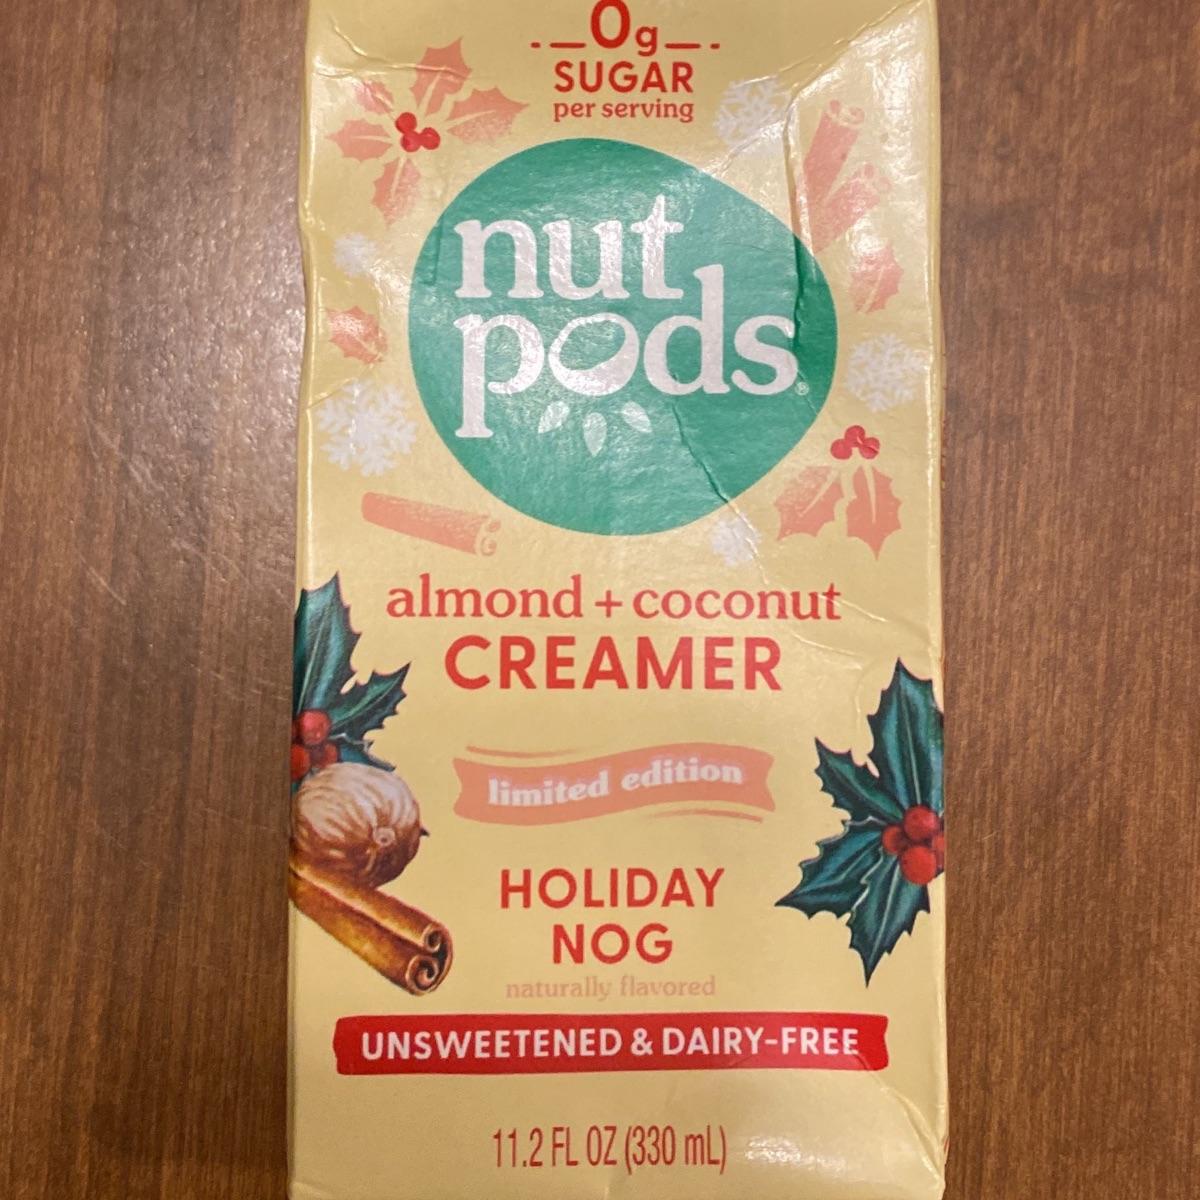 0g
SUGAR
per serving
nut
pods®
almond + coconut
CREAMER
limited edition
HOLIDAY
NOG
naturally flavored
UNSWEETENED & DAIRY-FREE
11.2 FL OZ (330 mL)